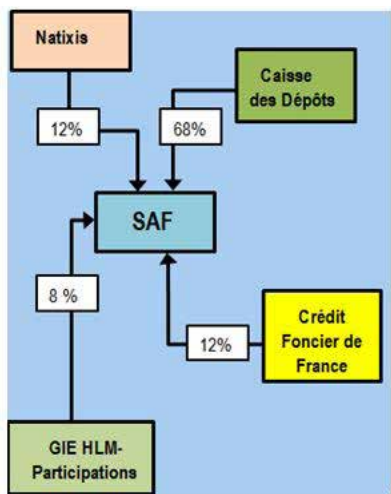 Natixis
Caisse
des Dépôts
12%
68%
SAF
8 %
12%
Crédit
Foncier de
France
GIE HLM-
Participations